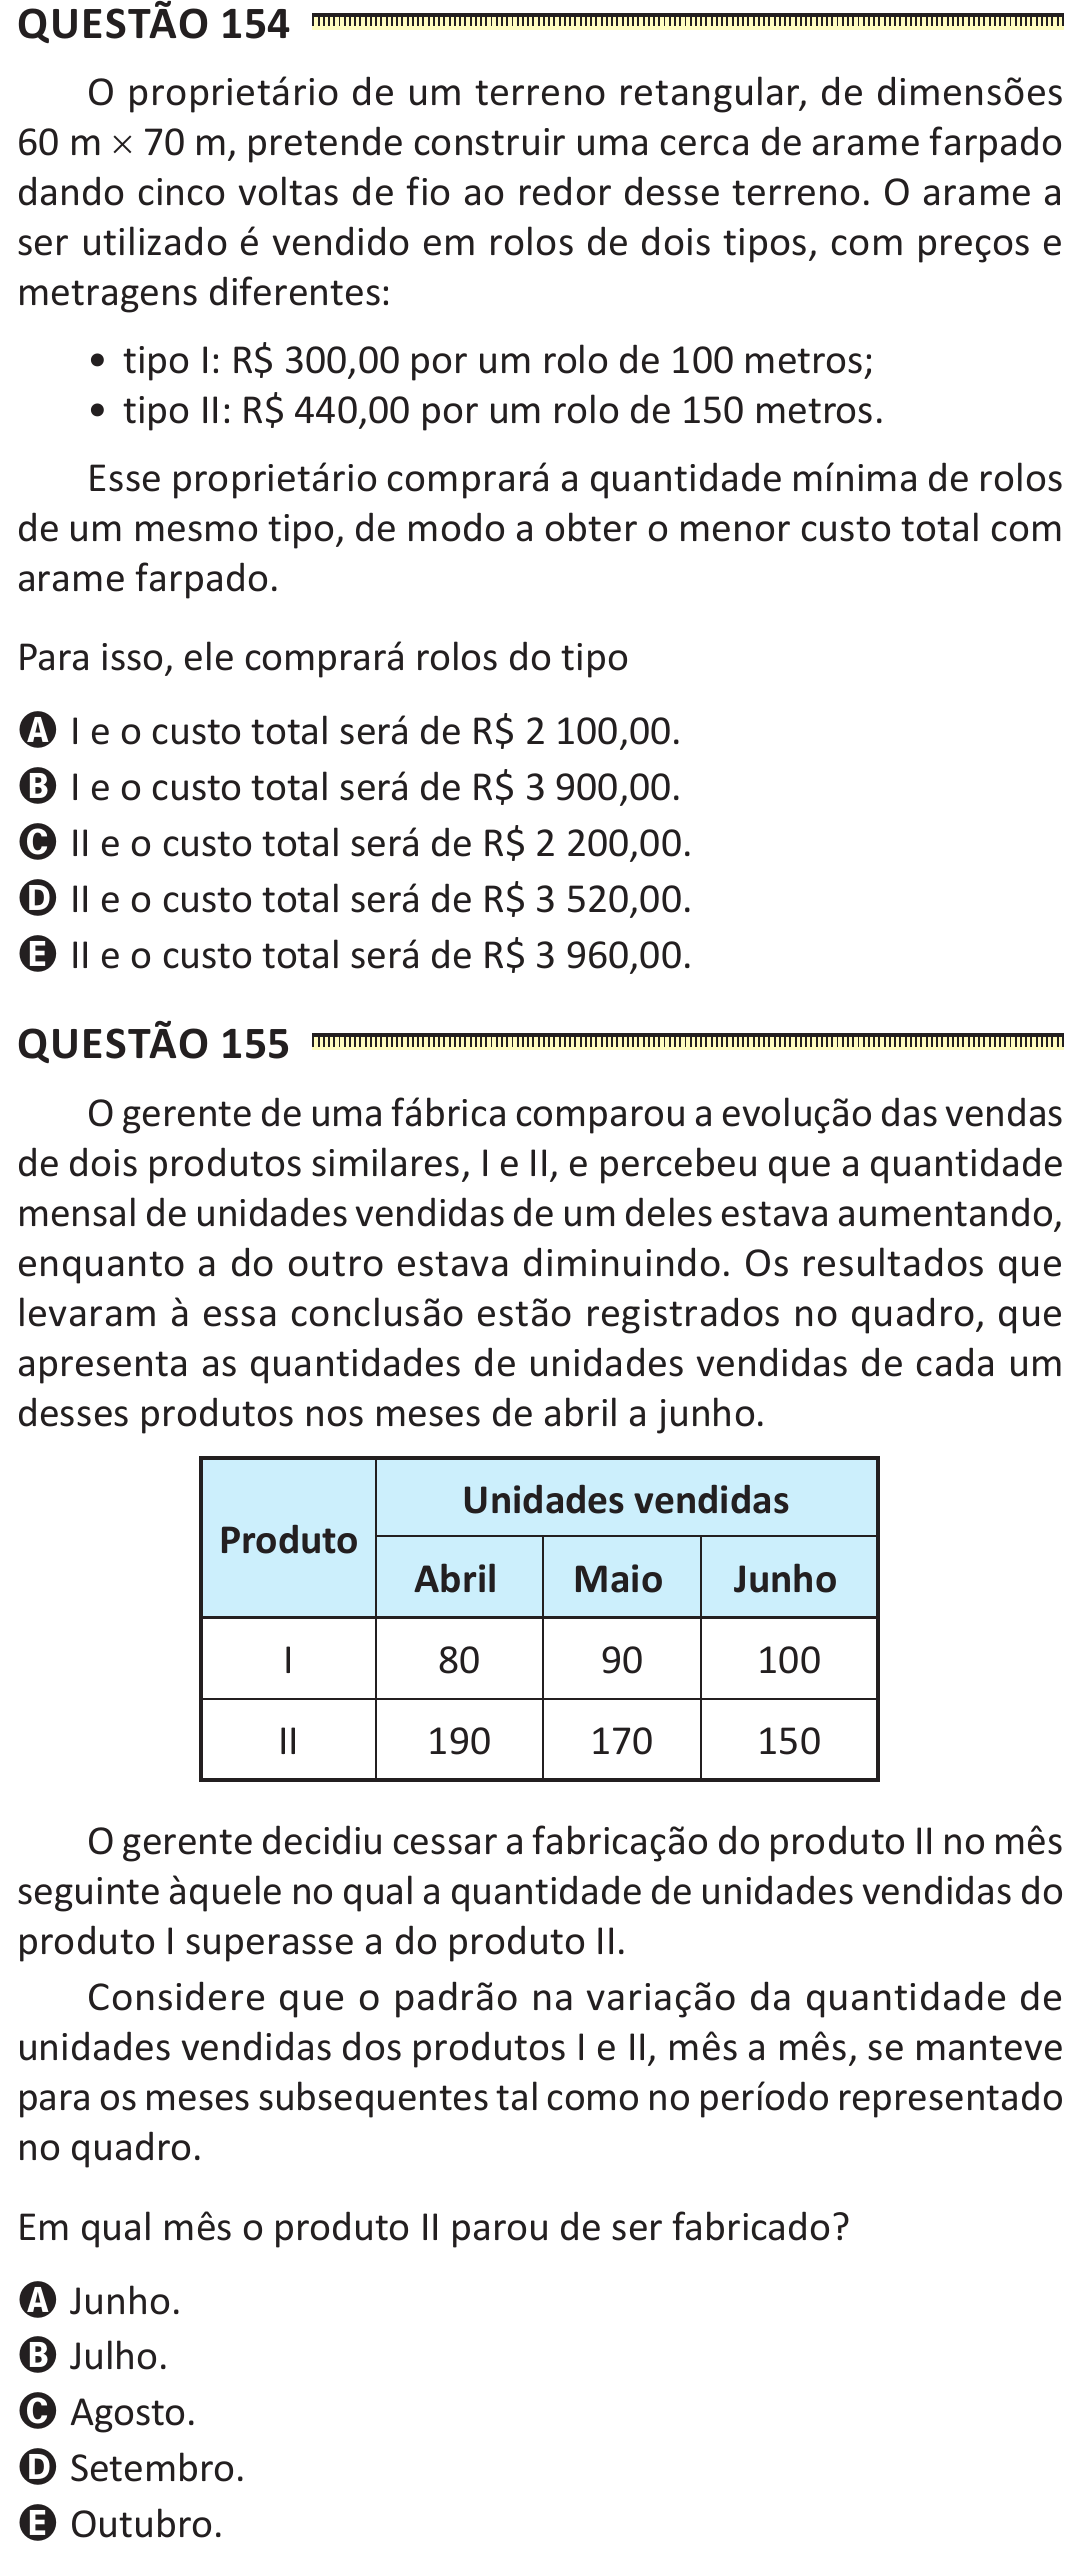 QUESTÃO 154
O proprietário de um terreno retangular, de dimensões
60 m × 70 m, pretende construir uma cerca de arame farpado
dando cinco voltas de fio ao redor desse terreno. O arame a
ser utilizado é vendido em rolos de dois tipos, com preços e
metragens diferentes:
• tipo I: R$ 300,00 por um rolo de 100 metros;
• tipo II: R$ 440,00 por um rolo de 150 metros.
Esse proprietário comprará a quantidade mínima de rolos
de um mesmo tipo, de modo a obter o menor custo total com
arame farpado.
Para isso, ele comprará rolos do tipo
A I e o custo total será de R$ 2 100,00.
B I e o custo total será de R$ 3 900,00.
C II e o custo total será de R$ 2 200,00.
D II e o custo total será de R$ 3 520,00.
E II e o custo total será de R$ 3 960,00.
QUESTÃO 155
O gerente de uma fábrica comparou a evolução das vendas
de dois produtos similares, I e II, e percebeu que a quantidade
mensal de unidades vendidas de um deles estava aumentando,
enquanto a do outro estava diminuindo. Os resultados que
levaram à essa conclusão estão registrados no quadro, que
apresenta as quantidades de unidades vendidas de cada um
desses produtos nos meses de abril a junho.
Produto Unidades vendidas
Abril Maio Junho
I 80 90 100
II 190 170 150
O gerente decidiu cessar a fabricação do produto II no mês
seguinte àquele no qual a quantidade de unidades vendidas do
produto I superasse a do produto II.
Considere que o padrão na variação da quantidade de
unidades vendidas dos produtos I e II, mês a mês, se manteve
para os meses subsequentes tal como no período representado
no quadro.
Em qual mês o produto II parou de ser fabricado?
A Junho.
B Julho.
C Agosto.
D Setembro.
E Outubro.